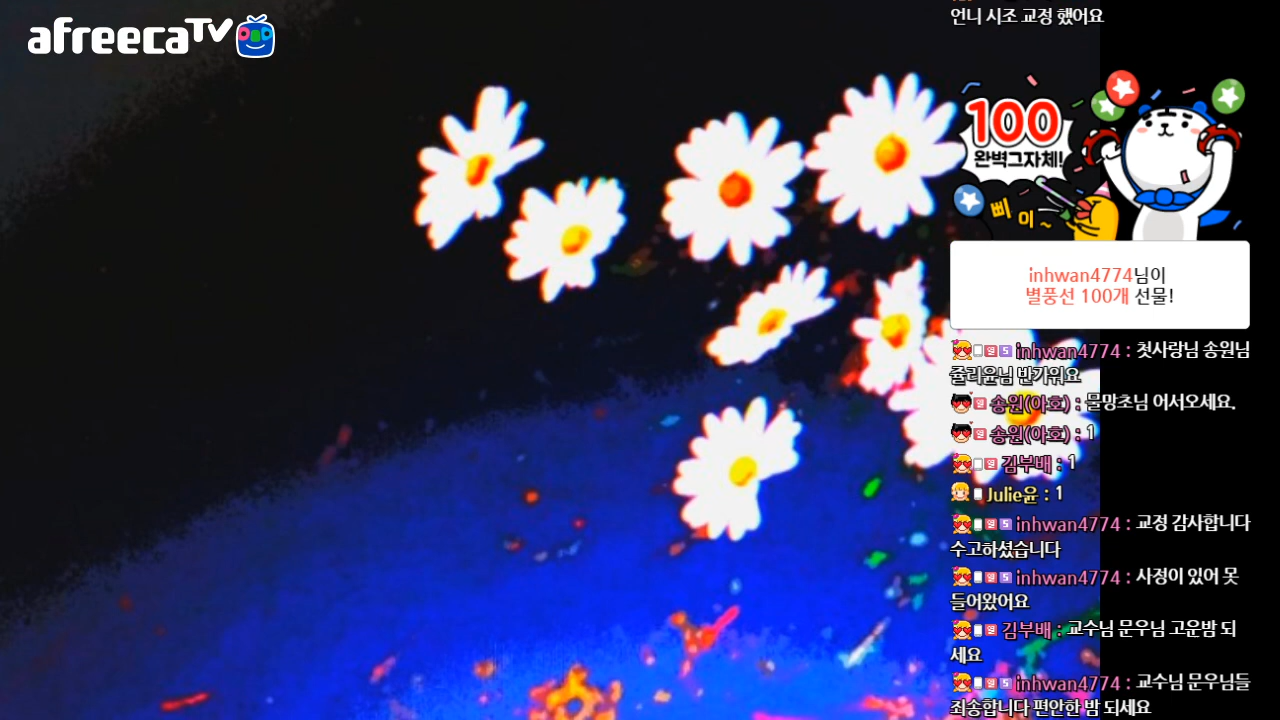 afreecaTV
언니 시조 교정 했어요
100
완벽그자체!
삐이~
inhwan4774님이
별풍선 100개 선물!
inhwan4774 : 첫사랑님 송원님
쥴리윤님 반가워요
송원(아호) : 물망초님 어서오세요.
송원(아호) : 1
김부배 : 1
Julie윤 : 1
inhwan4774 : 교정 감사합니다
수고하셨습니다
inhwan4774 : 사정이 있어 못
들어왔어요
김부배 : 교수님 문우님 고운밤 되
세요
inhwan4774 : 교수님 문우님들
죄송합니다 편안한 밤 되세요